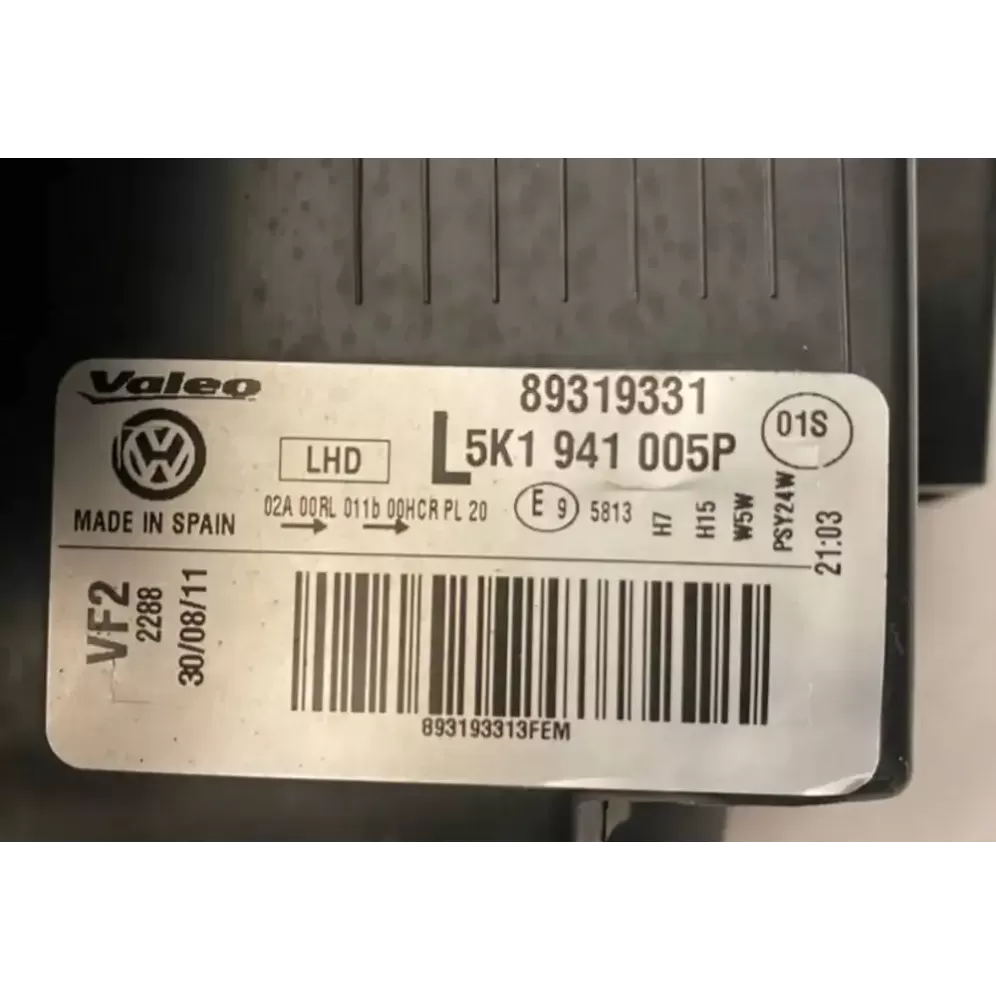 Valeo
89319331
01S
LHD
L 5K1 941 005P
MADE IN SPAIN
02A 00RL 011b 00HCR PL 20
E 9 5813
H7
H15
W5W
PSY24W
21:03
VF2
2288
30/08/11
893193313FEM